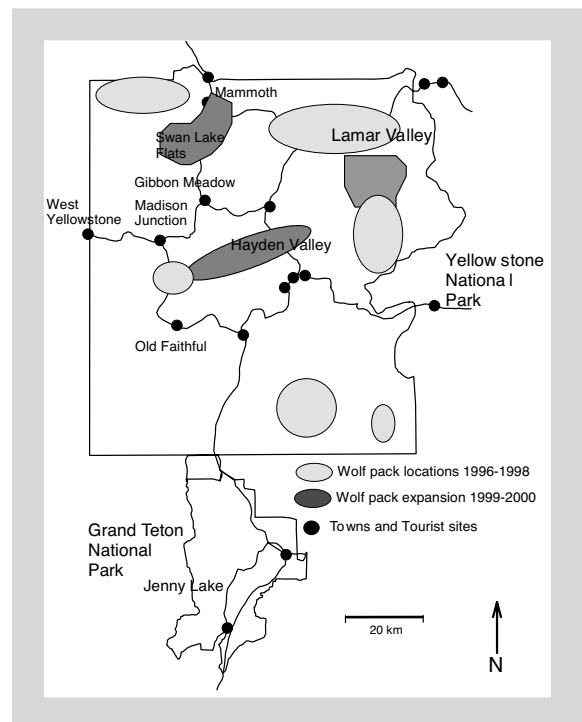 Mammoth
Lamar Valley
Swan Lake
Flats
Gibbon Meadow
West
Yellowstone
Madison
Junction
Hayden Valley
Yellow stone
Nationa l
Park
Old Faithful
Wolf pack locations 1996-1998
Wolf pack expansion 1999-2000
Towns and Tourist sites
Grand Teton
National
Park
Jenny Lake
20 km
N